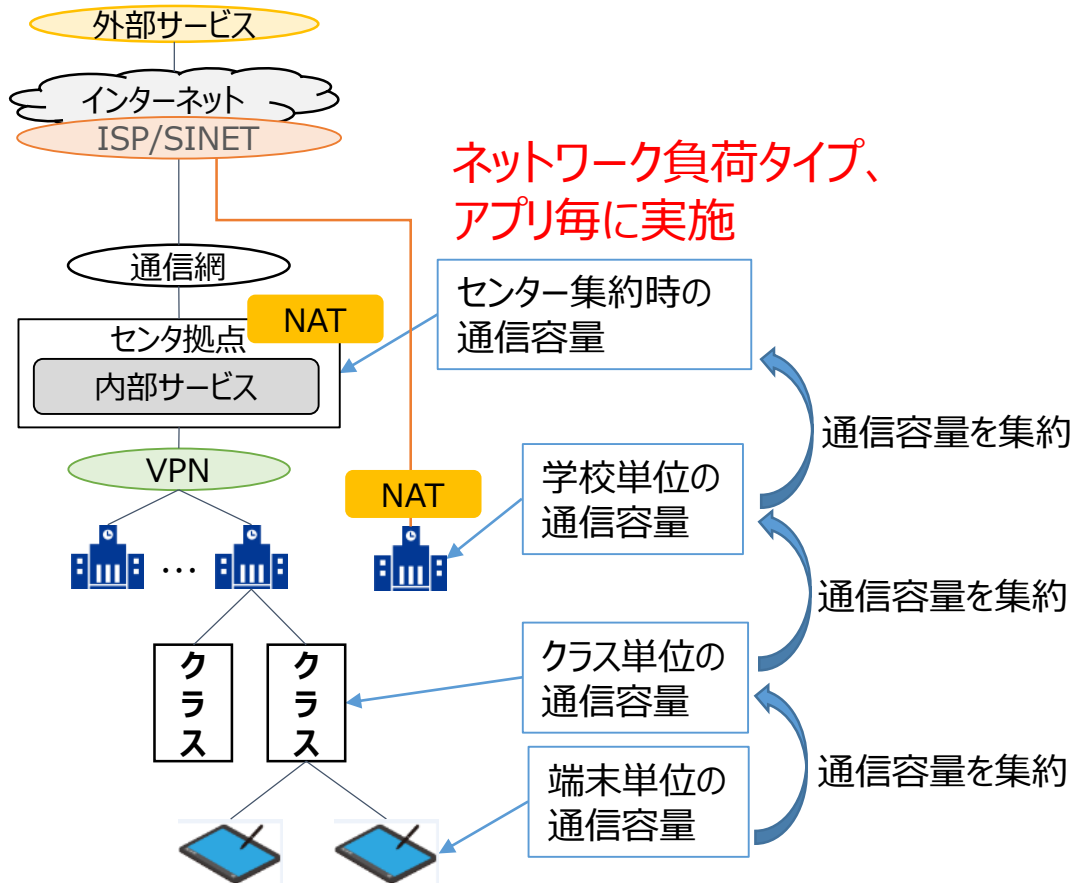 外部サービス
インターネット
ISP/SINET
ネットワーク負荷タイプ、
アプリ毎に実施
通信網
センター集約時の
通信容量
NAT
センタ拠点
内部サービス
通信容量を集約
VPN
NAT
学校単位の
通信容量
…
通信容量を集約
クラス
クラス
クラス単位の
通信容量
通信容量を集約
端末単位の
通信容量